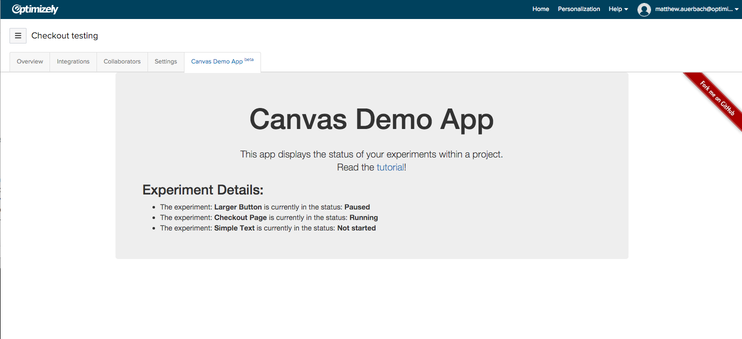 Optimizely
Home Personalization Help matthew.auerbach@optimi...
Checkout testing
Overview Integrations Collaborators Settings Canvas Demo App beta
Fork me on GitHub
Canvas Demo App
This app displays the status of your experiments within a project.
Read the tutorial!
Experiment Details:
The experiment: Larger Button is currently in the status: Paused
The experiment: Checkout Page is currently in the status: Running
The experiment: Simple Text is currently in the status: Not started